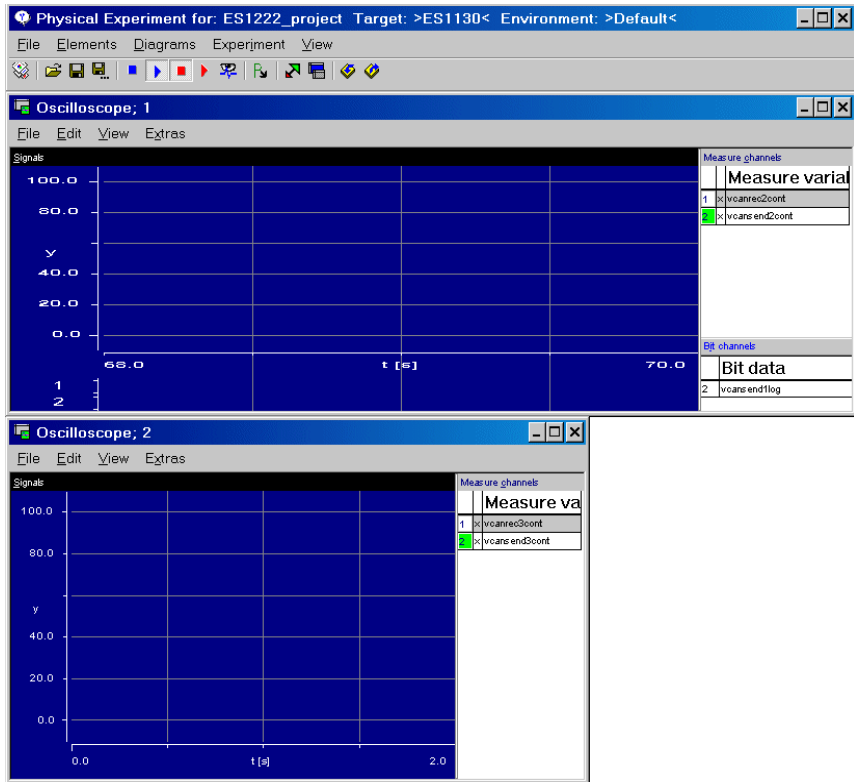 Physical Experiment for: ES1222_project Target: >ES1130< Environment: >Default<
File Elements Diagrams Experiment View
Oscilloscope; 1
File Edit View Extras
Signals
Measure channels
100.0
80.0
y
40.0
20.0
0.0
68.0 t [s] 70.0
1
2
Measure variabl
1 x vcanrec2cont
2 x vcansend2cont
Bit channels
Bit data
2 vcansend1log
Oscilloscope; 2
File Edit View Extras
Signals
Measure channels
100.0
80.0
y
40.0
20.0
0.0
0.0 t [s] 2.0
Measure va
1 x vcanrec3cont
2 x vcansend3cont